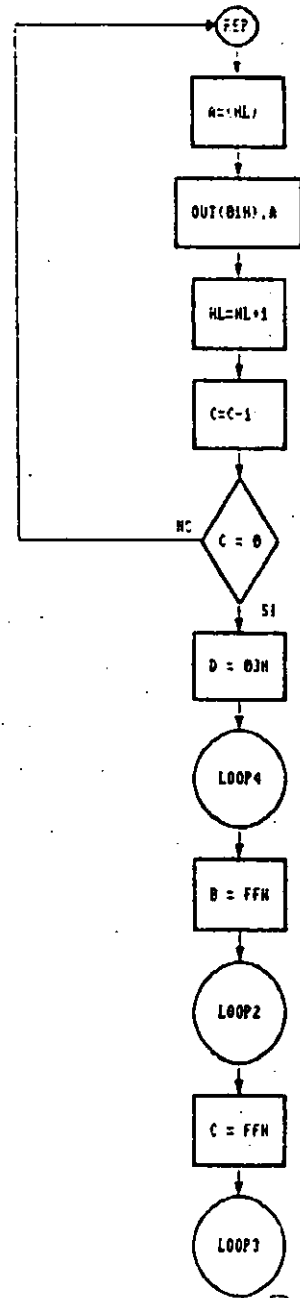 REP
A=(HL)
OUT(01H),A
HL=HL+1
C=C-1
C = 0
NO
SI
D = 03H
LOOP4
B = FFH
LOOP2
C = FFH
LOOP3